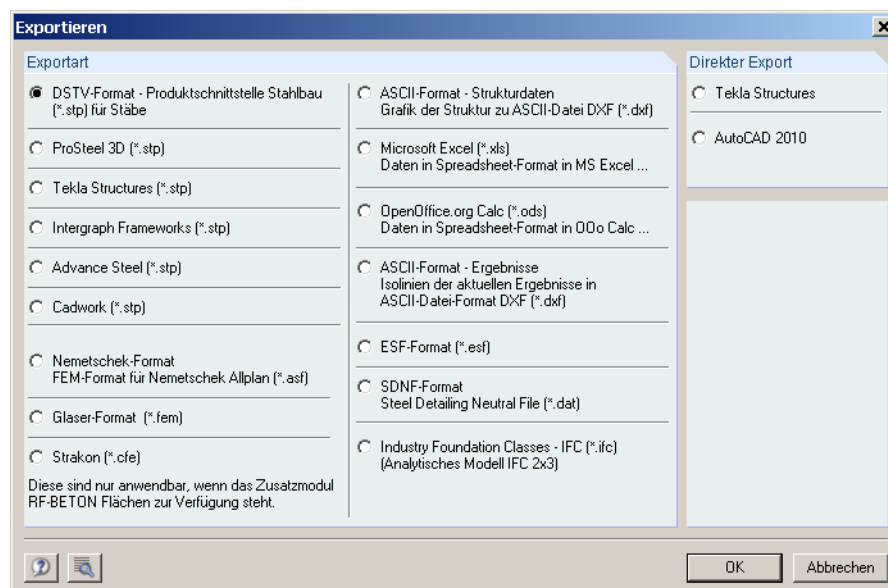 Exportieren
Exportart
DSTV-Format - Produktschnittstelle Stahlbau
(*.stp) für Stäbe
ProSteel 3D (*.stp)
Tekla Structures (*.stp)
Intergraph Frameworks (*.stp)
Advance Steel (*.stp)
Cadwork (*.stp)
Nemetschek-Format
FEM-Format für Nemetschek Allplan (*.asf)
Glaser-Format (*.fem)
Strakon (*.cfe)
Diese sind nur anwendbar, wenn das Zusatzmodul
RF-BETON Flächen zur Verfügung steht.
ASCII-Format - Strukturdaten
Grafik der Struktur zu ASCII-Datei DXF (*.dxf)
Microsoft Excel (*.xls)
Daten in Spreadsheet-Format in MS Excel ...
OpenOffice.org Calc (*.ods)
Daten in Spreadsheet-Format in OOo Calc ...
ASCII-Format - Ergebnisse
Isolinien der aktuellen Ergebnisse in
ASCII-Datei-Format DXF (*.dxf)
ESF-Format (*.esf)
SDNF-Format
Steel Detailing Neutral File (*.dat)
Industry Foundation Classes - IFC (*.ifc)
(Analytisches Modell IFC 2x3)
Direkter Export
Tekla Structures
AutoCAD 2010
OK
Abbrechen